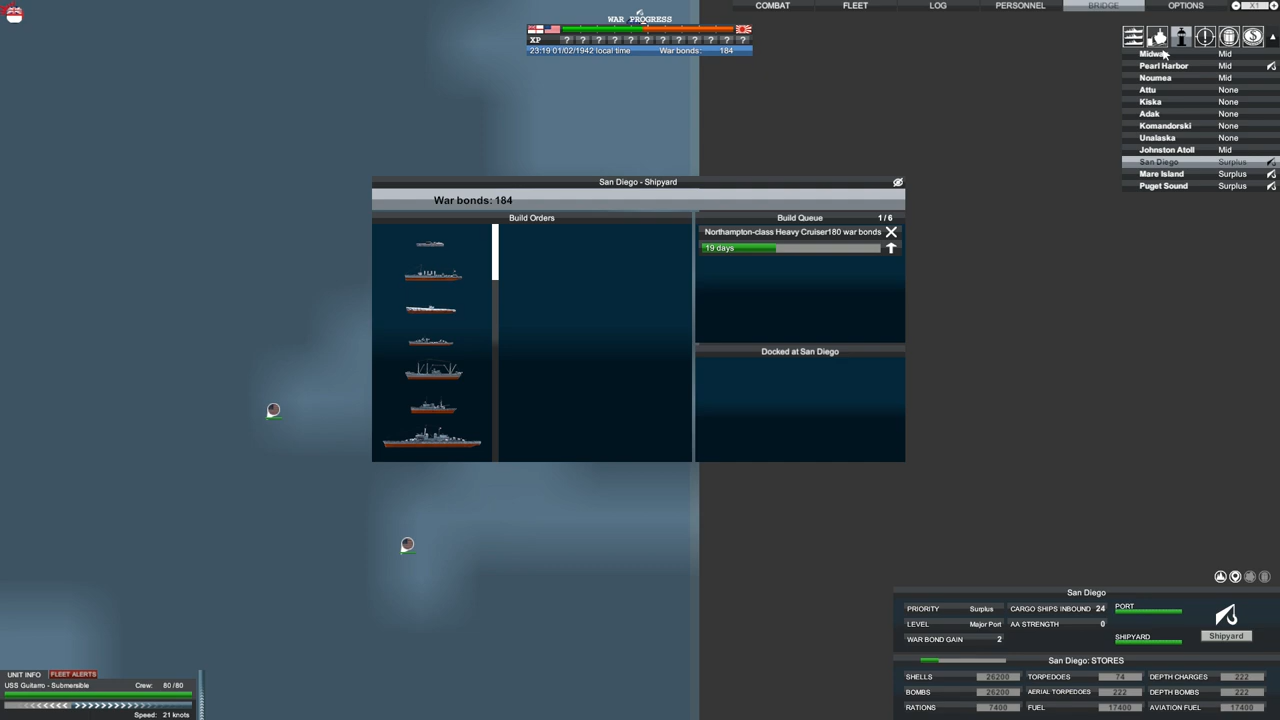 COMBAT FLEET LOG PERSONNEL BRIDGE OPTIONS X1
WAR PROGRESS
XP ? ? ? ? ? ? ? ? ? ? ? ?
23:19 01/02/1942 local time War bonds: 184
Midway Mid
Pearl Harbor Mid
Noumea Mid
Attu None
Kiska None
Adak None
Komandorski None
Unalaska None
Johnston Atoll Mid
San Diego Surplus
Mare Island Surplus
Puget Sound Surplus
San Diego - Shipyard
War bonds: 184
Build Orders
Build Queue 1/6
Northampton-class Heavy Cruiser180 war bonds
19 days
Docked at San Diego
San Diego
PRIORITY Surplus CARGO SHIPS INBOUND 24 PORT
LEVEL Major Port AA STRENGTH 0
WAR BOND GAIN 2 SHIPYARD Shipyard
San Diego: STORES
SHELLS 26200 TORPEDOES 74 DEPTH CHARGES 222
BOMBS 26200 AERIAL TORPEDOES 222 DEPTH BOMBS 222
RATIONS 7400 FUEL 17400 AVIATION FUEL 17400
UNIT INFO FLEET ALERTS
USS Guitarro - Submersible Crew: 80/80
Speed: 21 knots